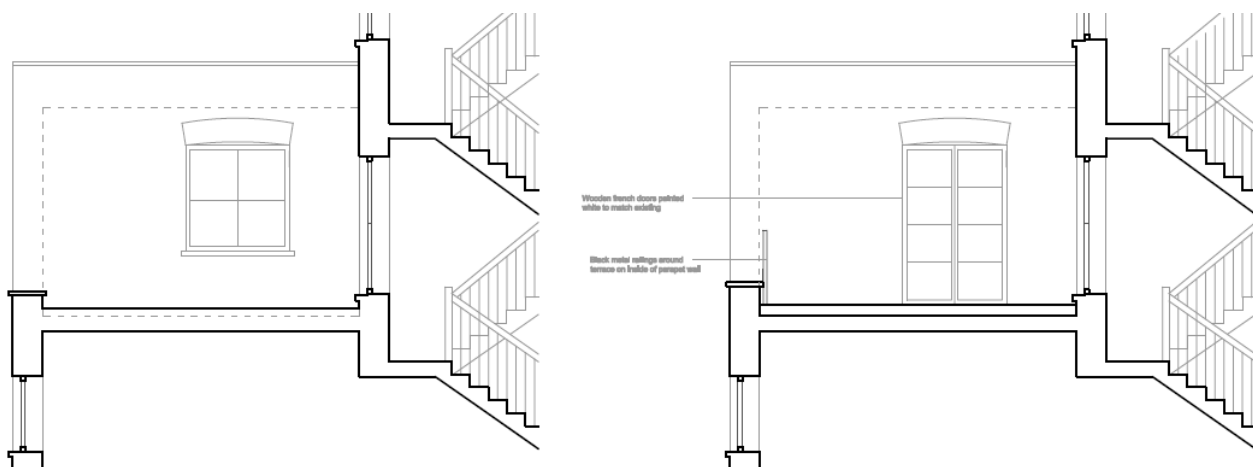 Wooden french doors painted
white to match existing
Black metal railings around
terrace on inside of parapet wall